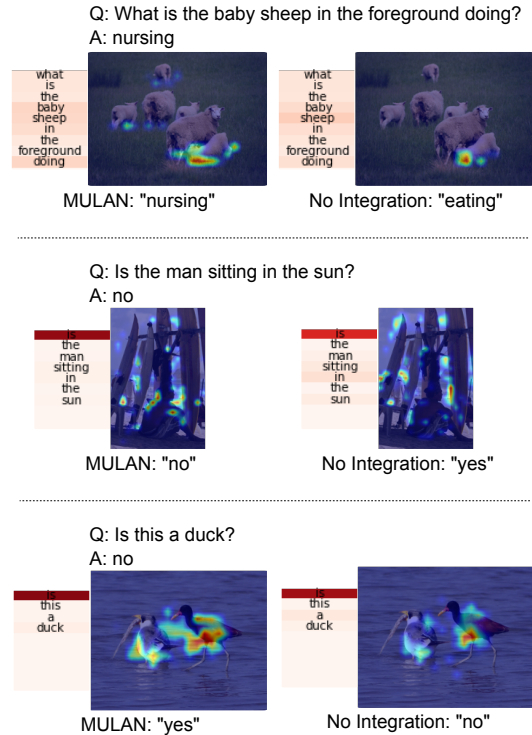 Q: What is the baby sheep in the foreground doing?
A: nursing
what
is
the
baby
sheep
in
the
foreground
doing
what
is
the
baby
sheep
in
the
foreground
doing
MULAN: "nursing"
No Integration: "eating"
Q: Is the man sitting in the sun?
A: no
is
the
man
sitting
in
the
sun
is
the
man
sitting
in
the
sun
MULAN: "no"
No Integration: "yes"
Q: Is this a duck?
A: no
is
this
a
duck
is
this
a
duck
MULAN: "yes"
No Integration: "no"